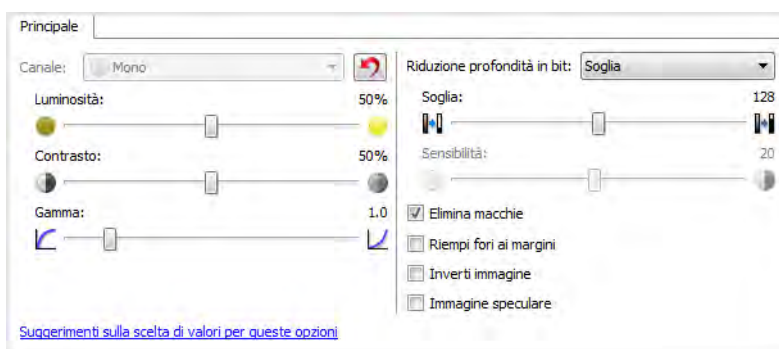 Principale
Canale: Mono
Luminosità: 50%
Contrasto: 50%
Gamma: 1.0
Suggerimenti sulla scelta di valori per queste opzioni
Riduzione profondità in bit: Soglia
Soglia: 128
Sensibilità: 20
Elimina macchie
Riempi fori ai margini
Inverti immagine
Immagine speculare